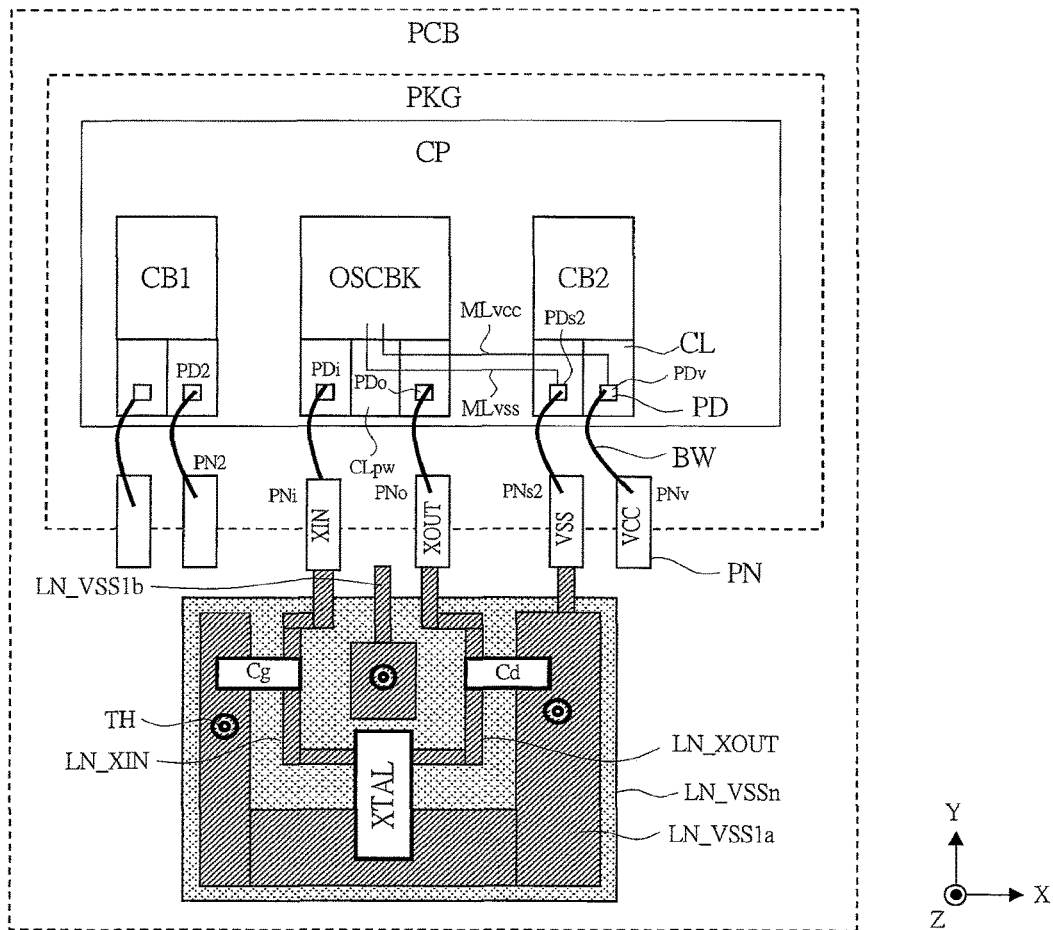 PCB
PKG
CP
CB1
OSCBK
CB2
MLvcc
PDs2
CL
PD2
PDi
PDo
PDv
MLvss
PD
CLpw
BW
PN2
PNi
PNo
PNs2
PNv
XIN
XOUT
VSS
VCC
PN
LN_VSS1b
Cg
Cd
TH
LN_XIN
LN_XOUT
XTAL
LN_VSSn
LN_VSS1a
Y
X
Z